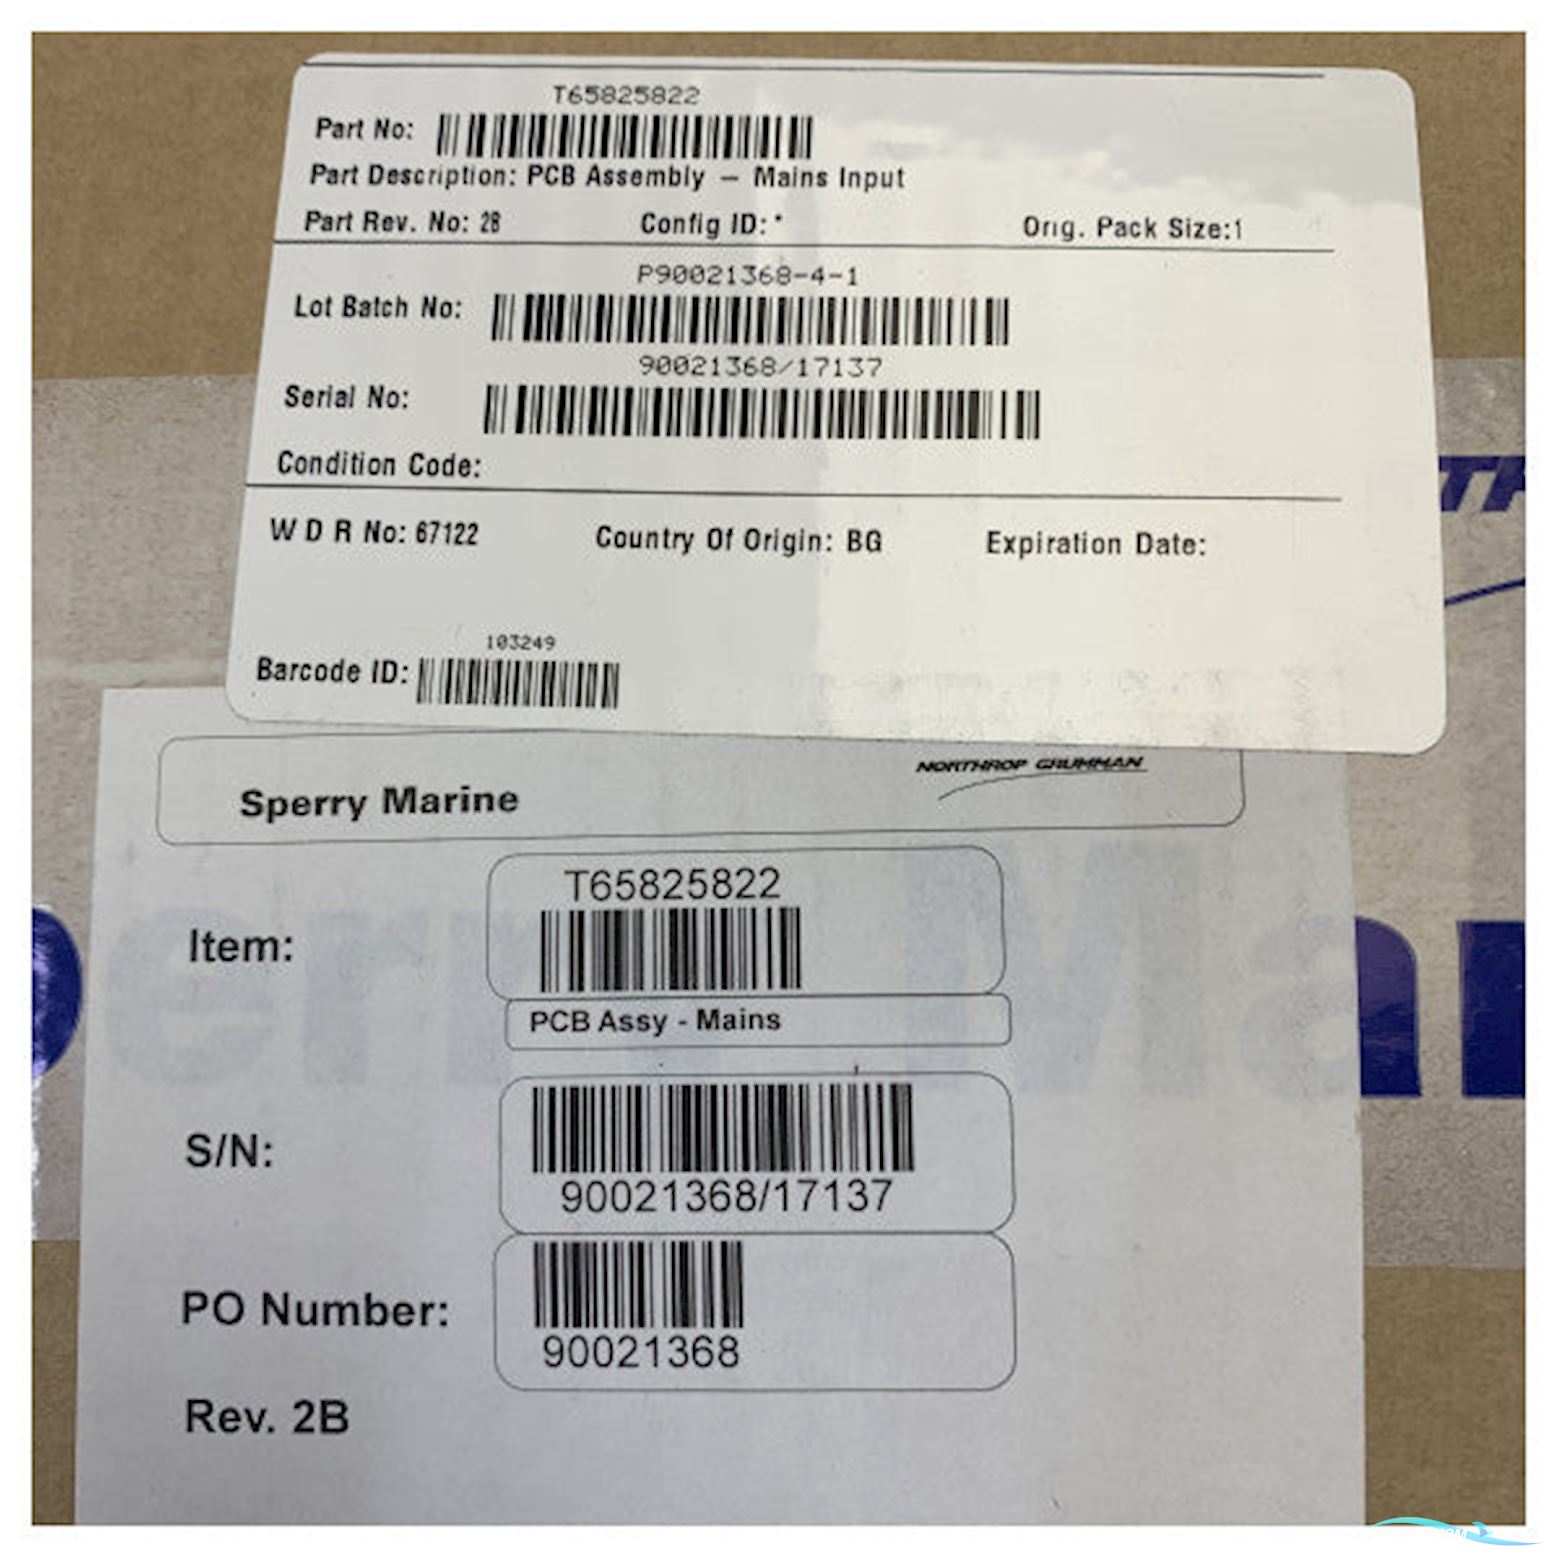 T65825822
Part No:
Part Description: PCB Assembly – Mains Input
Part Rev. No: 2B Config ID: * Orig. Pack Size:1
P90021368-4-1
Lot Batch No:
90021368/17137
Serial No:
Condition Code:
W D R No: 67122 Country Of Origin: BG Expiration Date:
103249
Barcode ID:
NORTHROP GRUMMAN
Sperry Marine
T65825822
Item:
PCB Assy - Mains
S/N:
90021368/17137
PO Number:
90021368
Rev. 2B